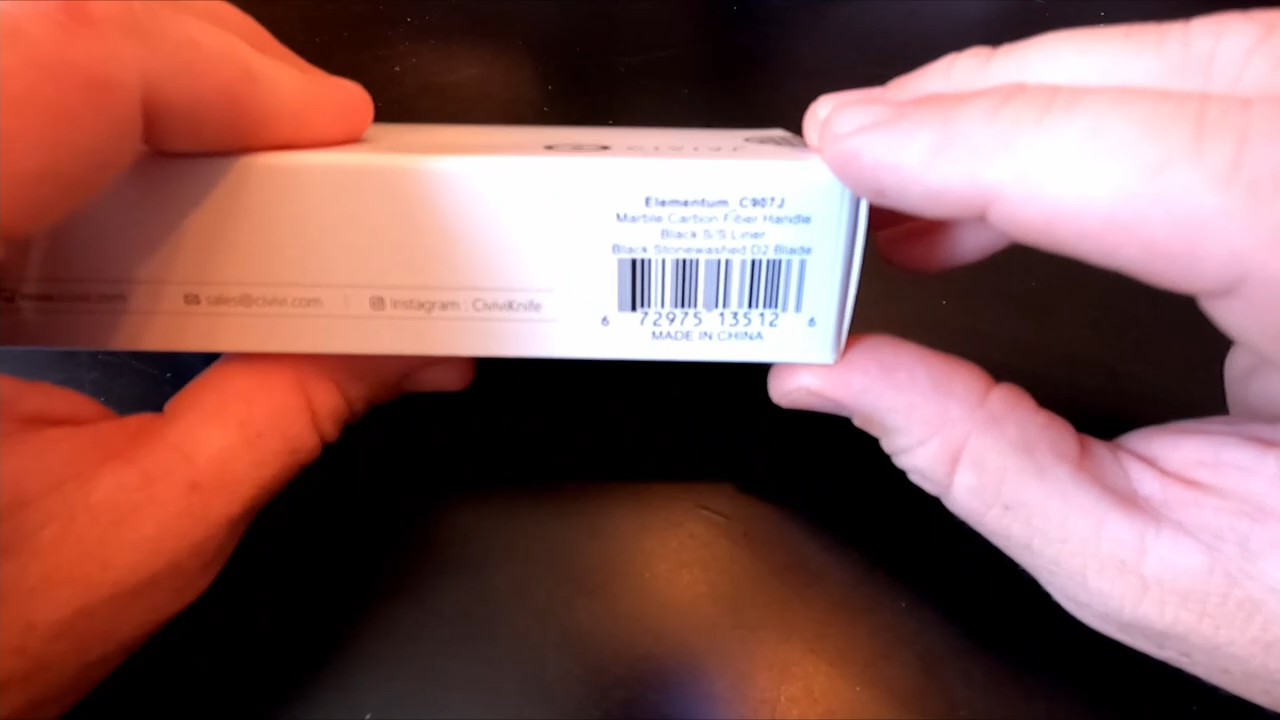 Elementum C907J
Marble Carbon Fiber Handle
Black S/S Liner
Black Stonewashed D2 Blade
6 72975 13512 6
MADE IN CHINA
sales@civivi.com
Instagram : CiviviKnife